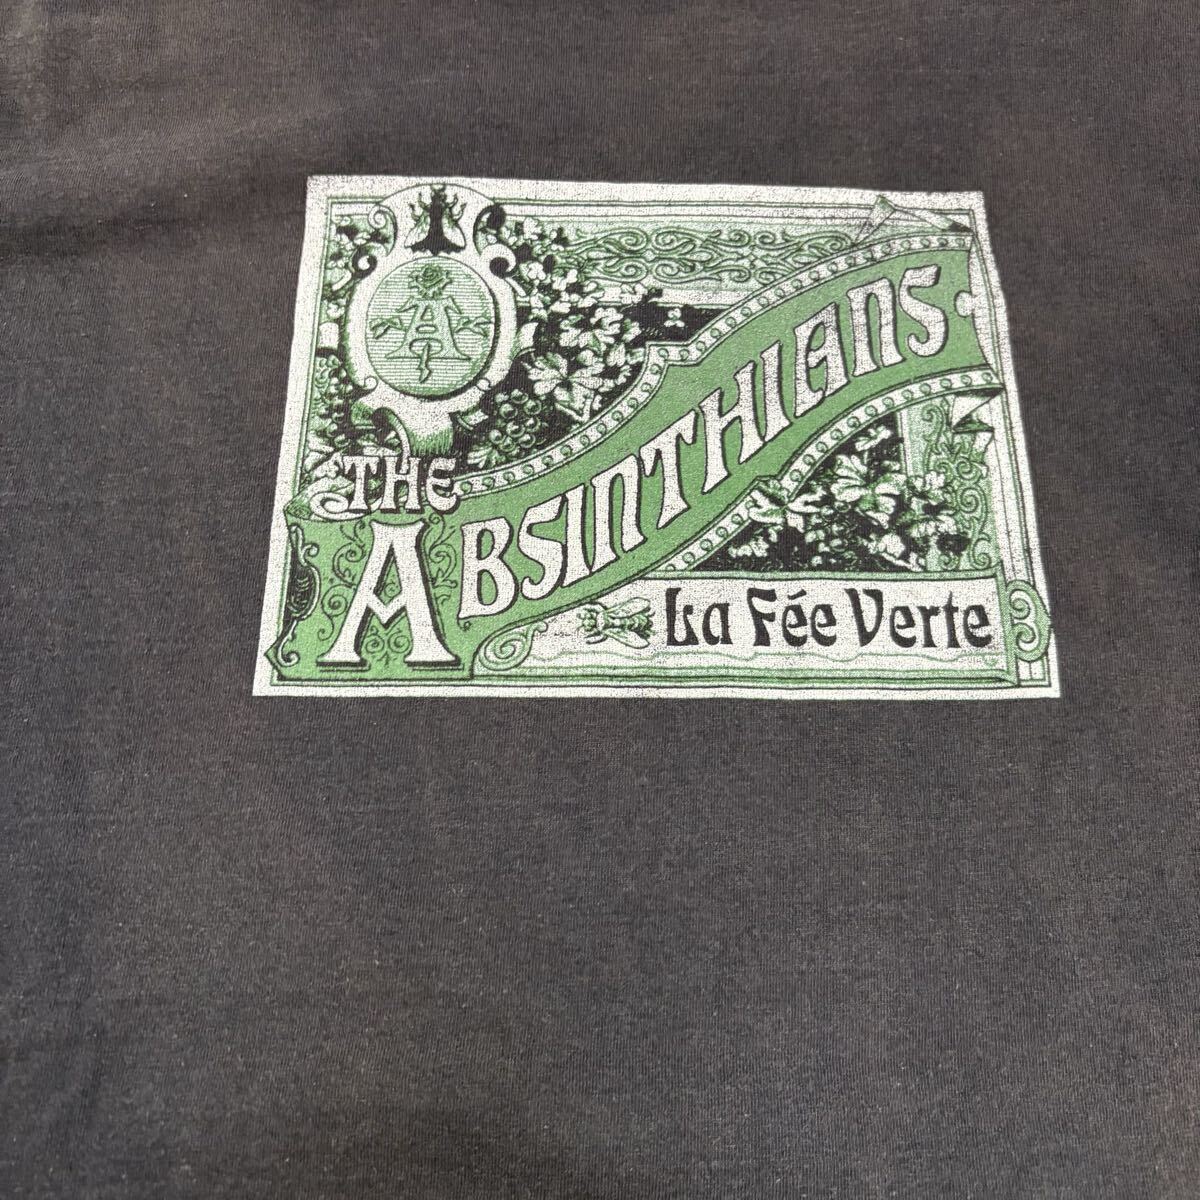 THE
ABSINTHIANS
La Fée Verte